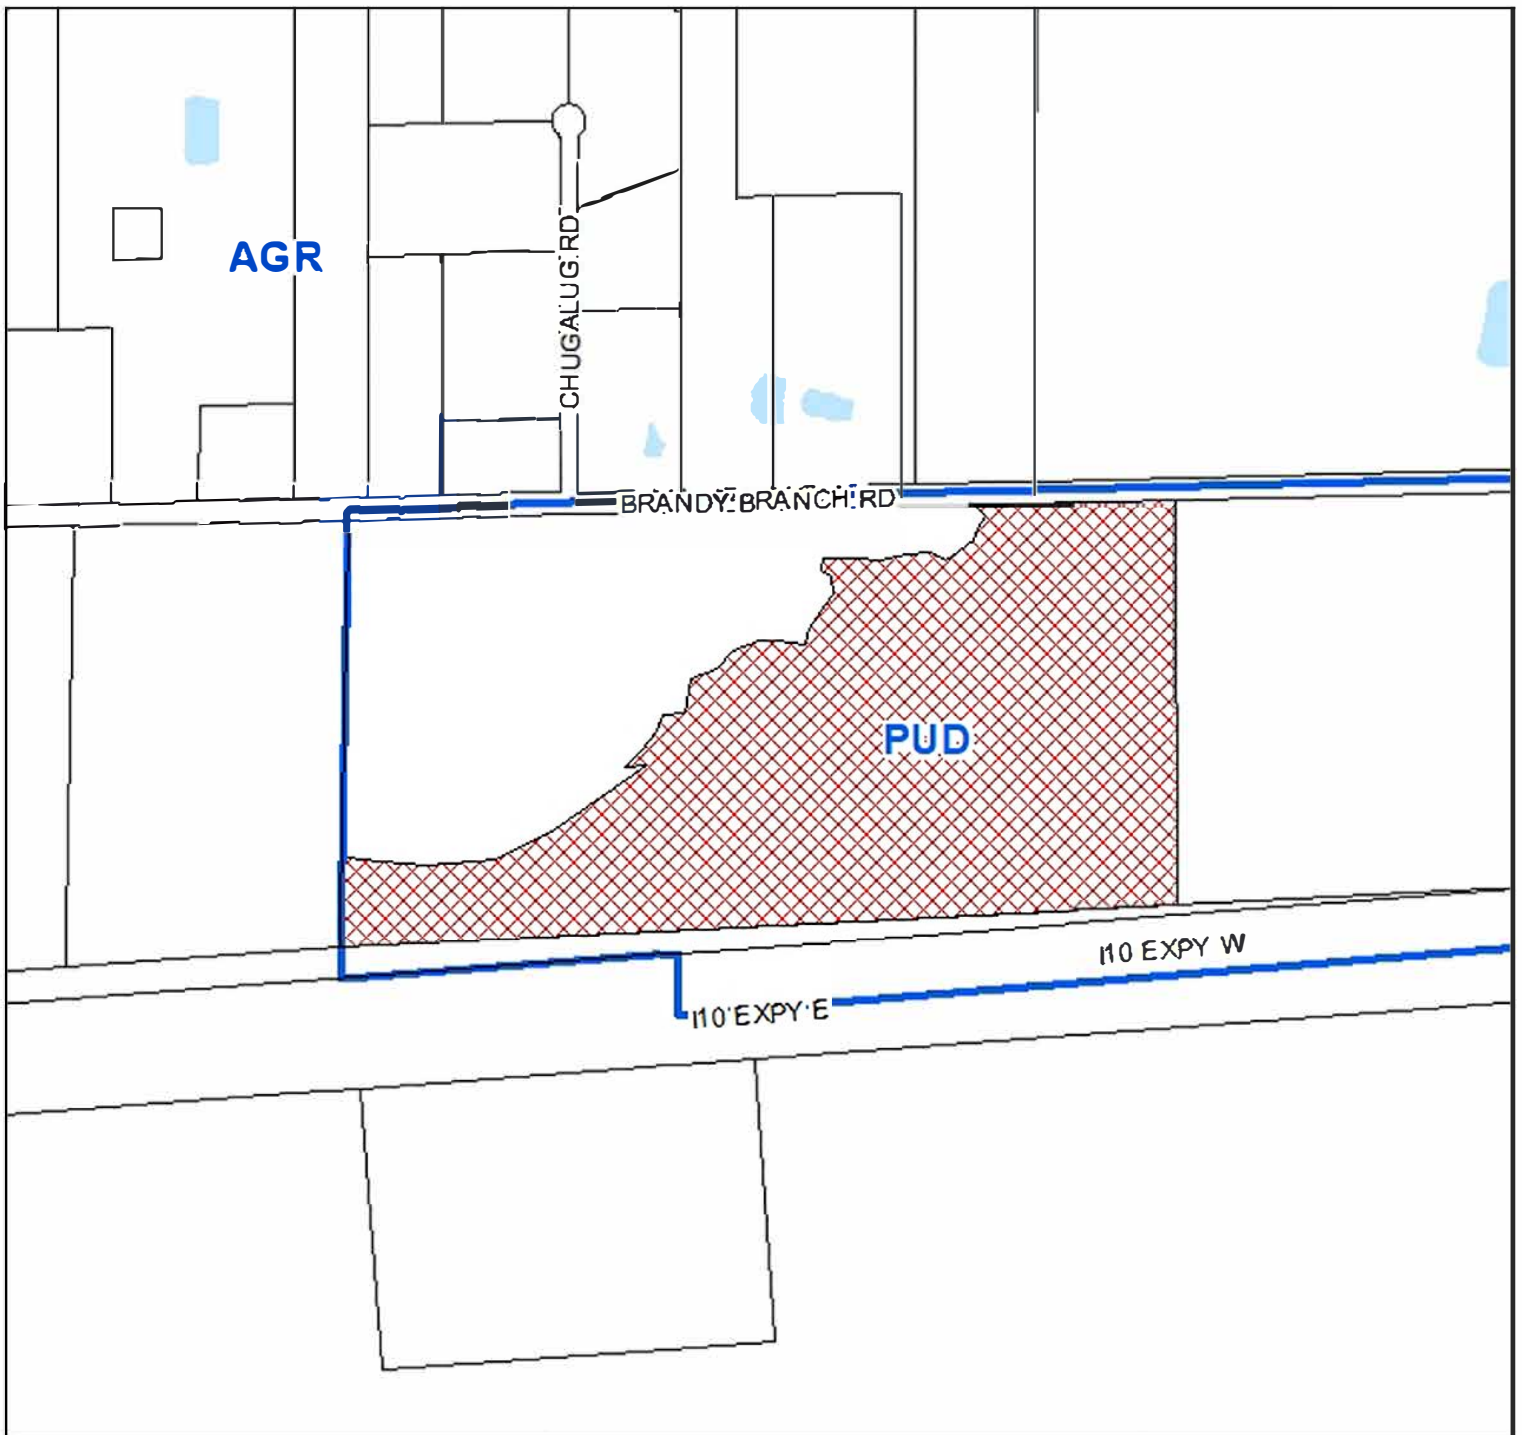 AGR
CHUGALUG RD
BRANDY BRANCH RD
PUD
I10 EXPY W
I10 EXPY E